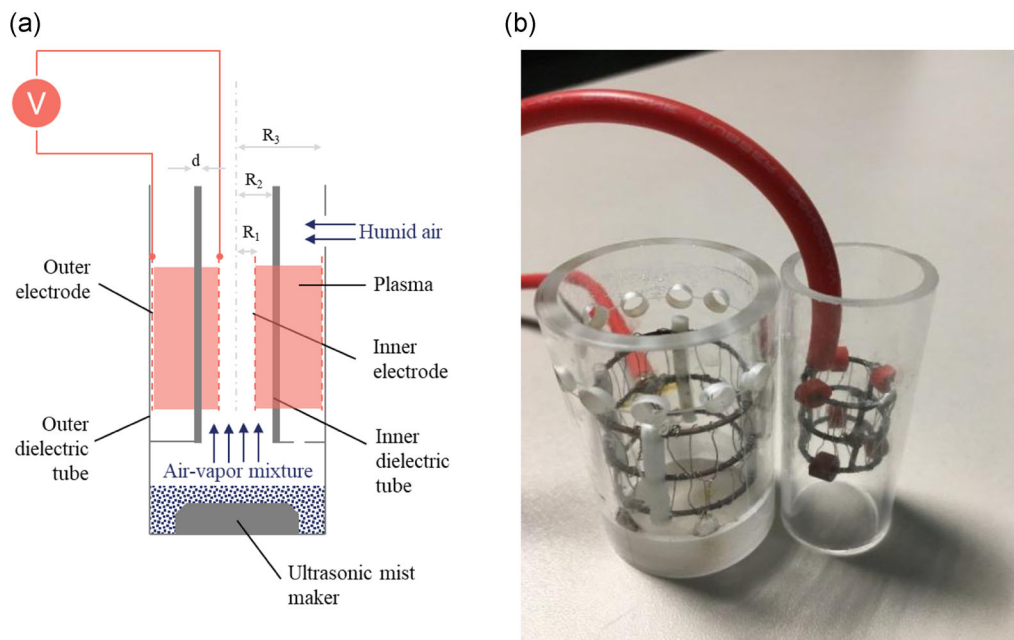 (a)
(b)
V
R3
d
R2
Humid air
R1
Outer
electrode
Plasma
Inner
electrode
Outer
dielectric
tube
Inner
dielectric
tube
Air-vapor mixture
Ultrasonic mist
maker